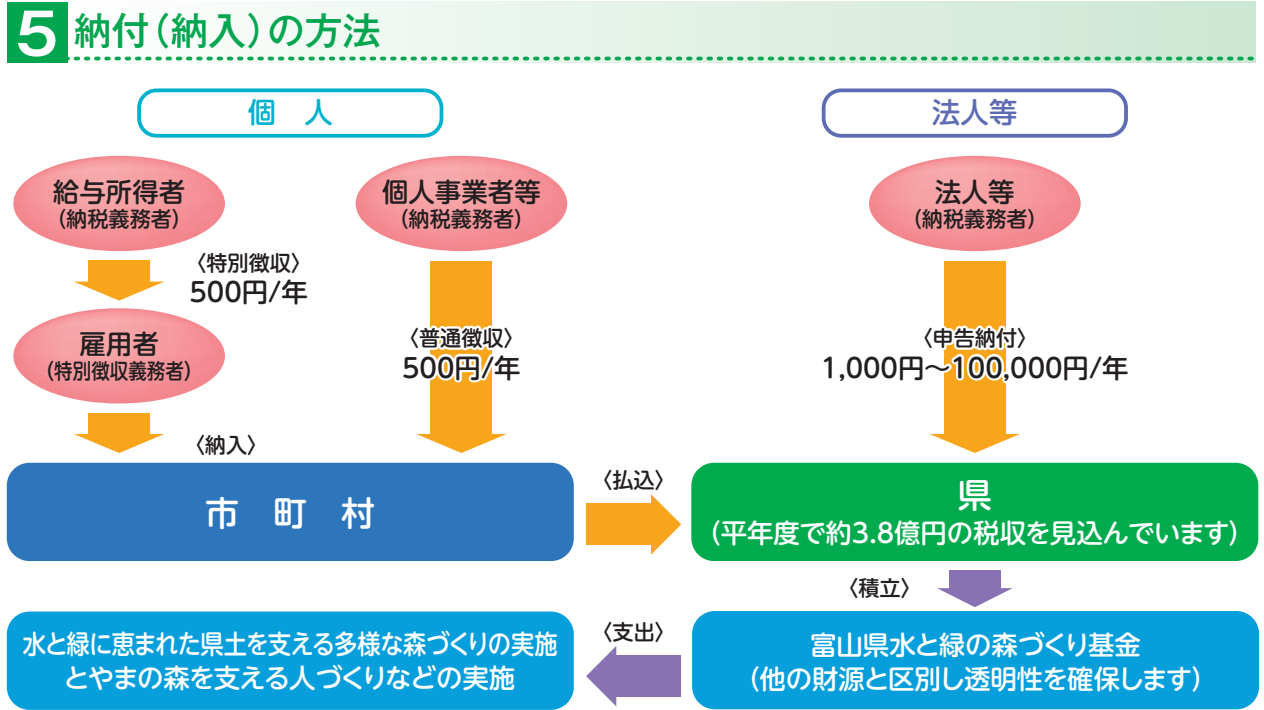 5 納付(納入)の方法
個　人
法人等
給与所得者
(納税義務者)
個人事業者等
(納税義務者)
法人等
(納税義務者)
〈特別徴収〉
500円/年
雇用者
(特別徴収義務者)
〈普通徴収〉
500円/年
〈申告納付〉
1,000円～100,000円/年
〈納入〉
市　町　村
〈払込〉
県
(平年度で約3.8億円の税収を見込んでいます)
〈積立〉
富山県水と緑の森づくり基金
(他の財源と区別し透明性を確保します)
〈支出〉
水と緑に恵まれた県土を支える多様な森づくりの実施
とやまの森を支える人づくりなどの実施